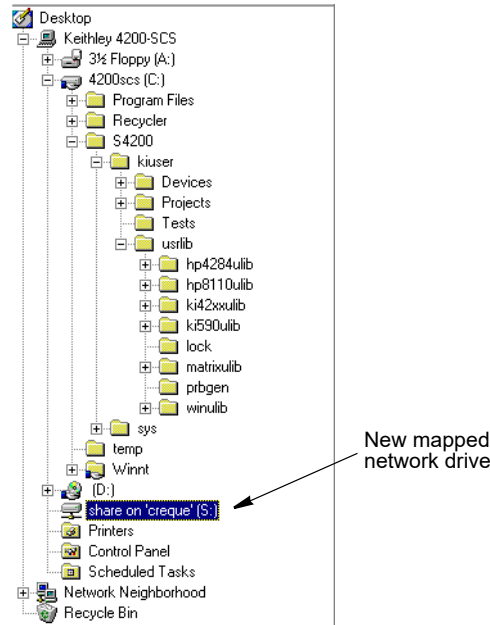 Desktop
Keithley 4200-SCS
3½ Floppy (A:)
4200scs (C:)
Program Files
Recycler
S4200
kiuser
Devices
Projects
Tests
usrlib
hp4284ulib
hp8110ulib
ki42xxulib
ki590ulib
lock
matrixulib
prbgen
winulib
sys
temp
Winnt
(D:)
share on 'creque' (S:)
Printers
Control Panel
Scheduled Tasks
Network Neighborhood
Recycle Bin
New mapped
network drive